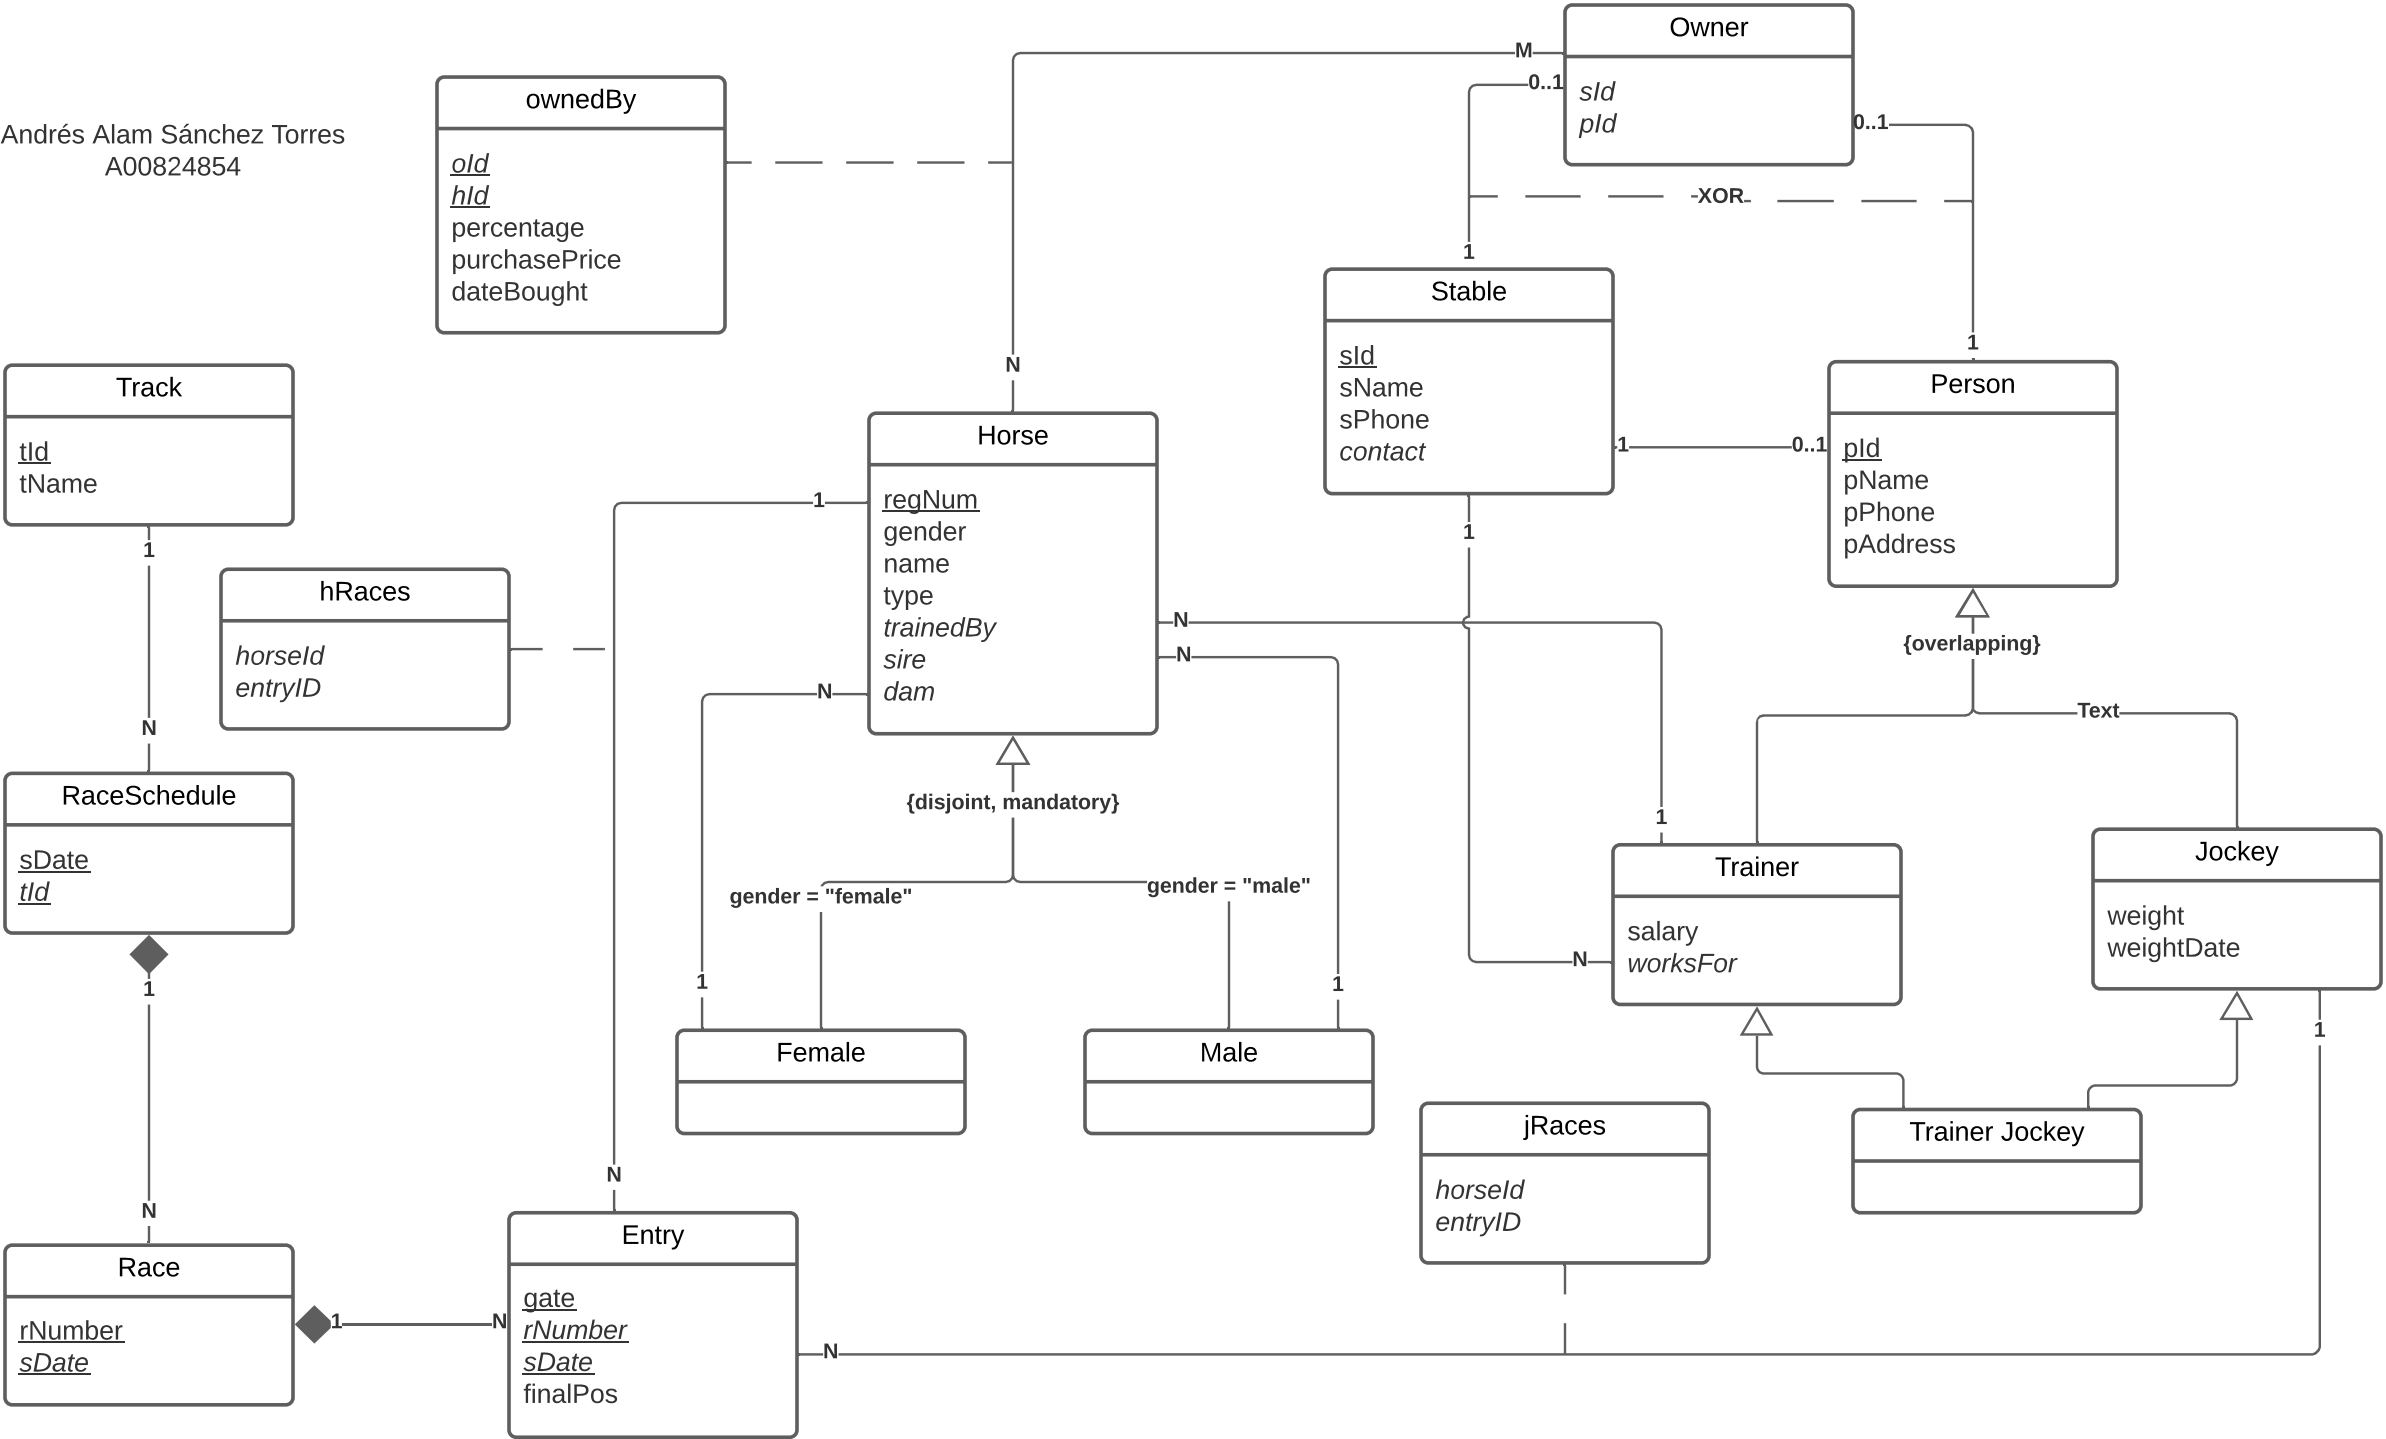 Andrés Alam Sánchez Torres
A00824854
ownedBy
oId
hId
percentage
purchasePrice
dateBought
Owner
sId
pId
M
0..1
0..1
XOR
1
1
N
Stable
sId
sName
sPhone
contact
Person
pId
pName
pPhone
pAddress
1
0..1
Track
tId
tName
1
N
hRaces
horseId
entryID
Horse
regNum
gender
name
type
trainedBy
sire
dam
1
N
N
N
1
{overlapping}
Text
RaceSchedule
sDate
tId
1
N
{disjoint, mandatory}
gender = "female"
gender = "male"
1
1
1
N
Trainer
salary
worksFor
Jockey
weight
weightDate
1
Female
Male
jRaces
horseId
entryID
Trainer Jockey
N
Race
rNumber
sDate
1
N
Entry
gate
rNumber
sDate
finalPos
N